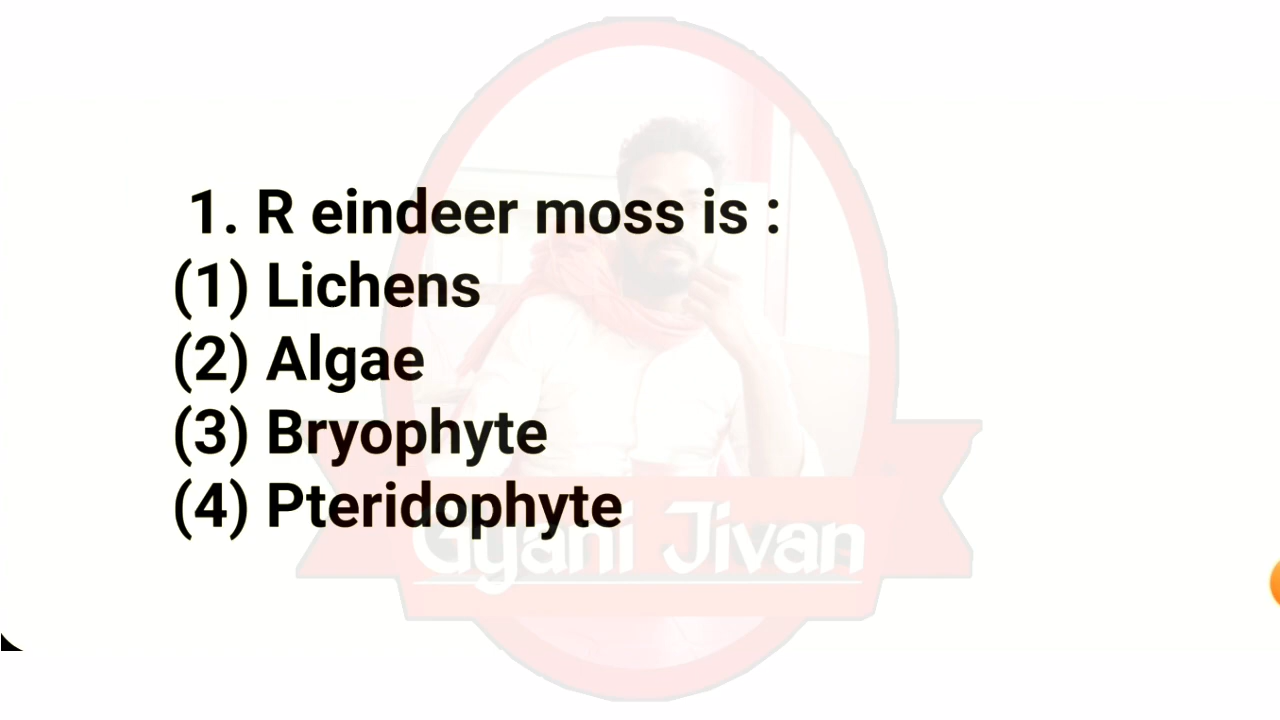 1. R eindeer moss is :
(1) Lichens
(2) Algae
(3) Bryophyte
(4) Pteridophyte
Gyani Jivan